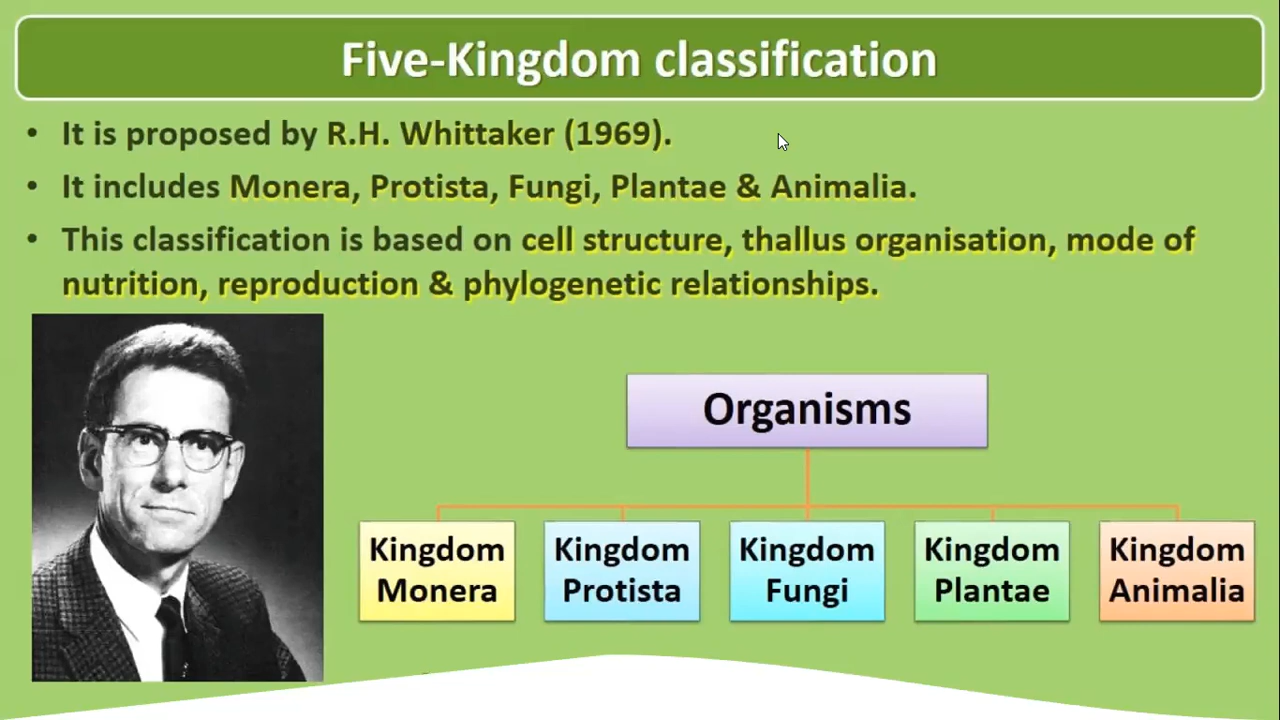 Five-Kingdom classification
• It is proposed by R.H. Whittaker (1969).
• It includes Monera, Protista, Fungi, Plantae & Animalia.
• This classification is based on cell structure, thallus organisation, mode of
nutrition, reproduction & phylogenetic relationships.
Organisms
Kingdom
Monera
Kingdom
Protista
Kingdom
Fungi
Kingdom
Plantae
Kingdom
Animalia